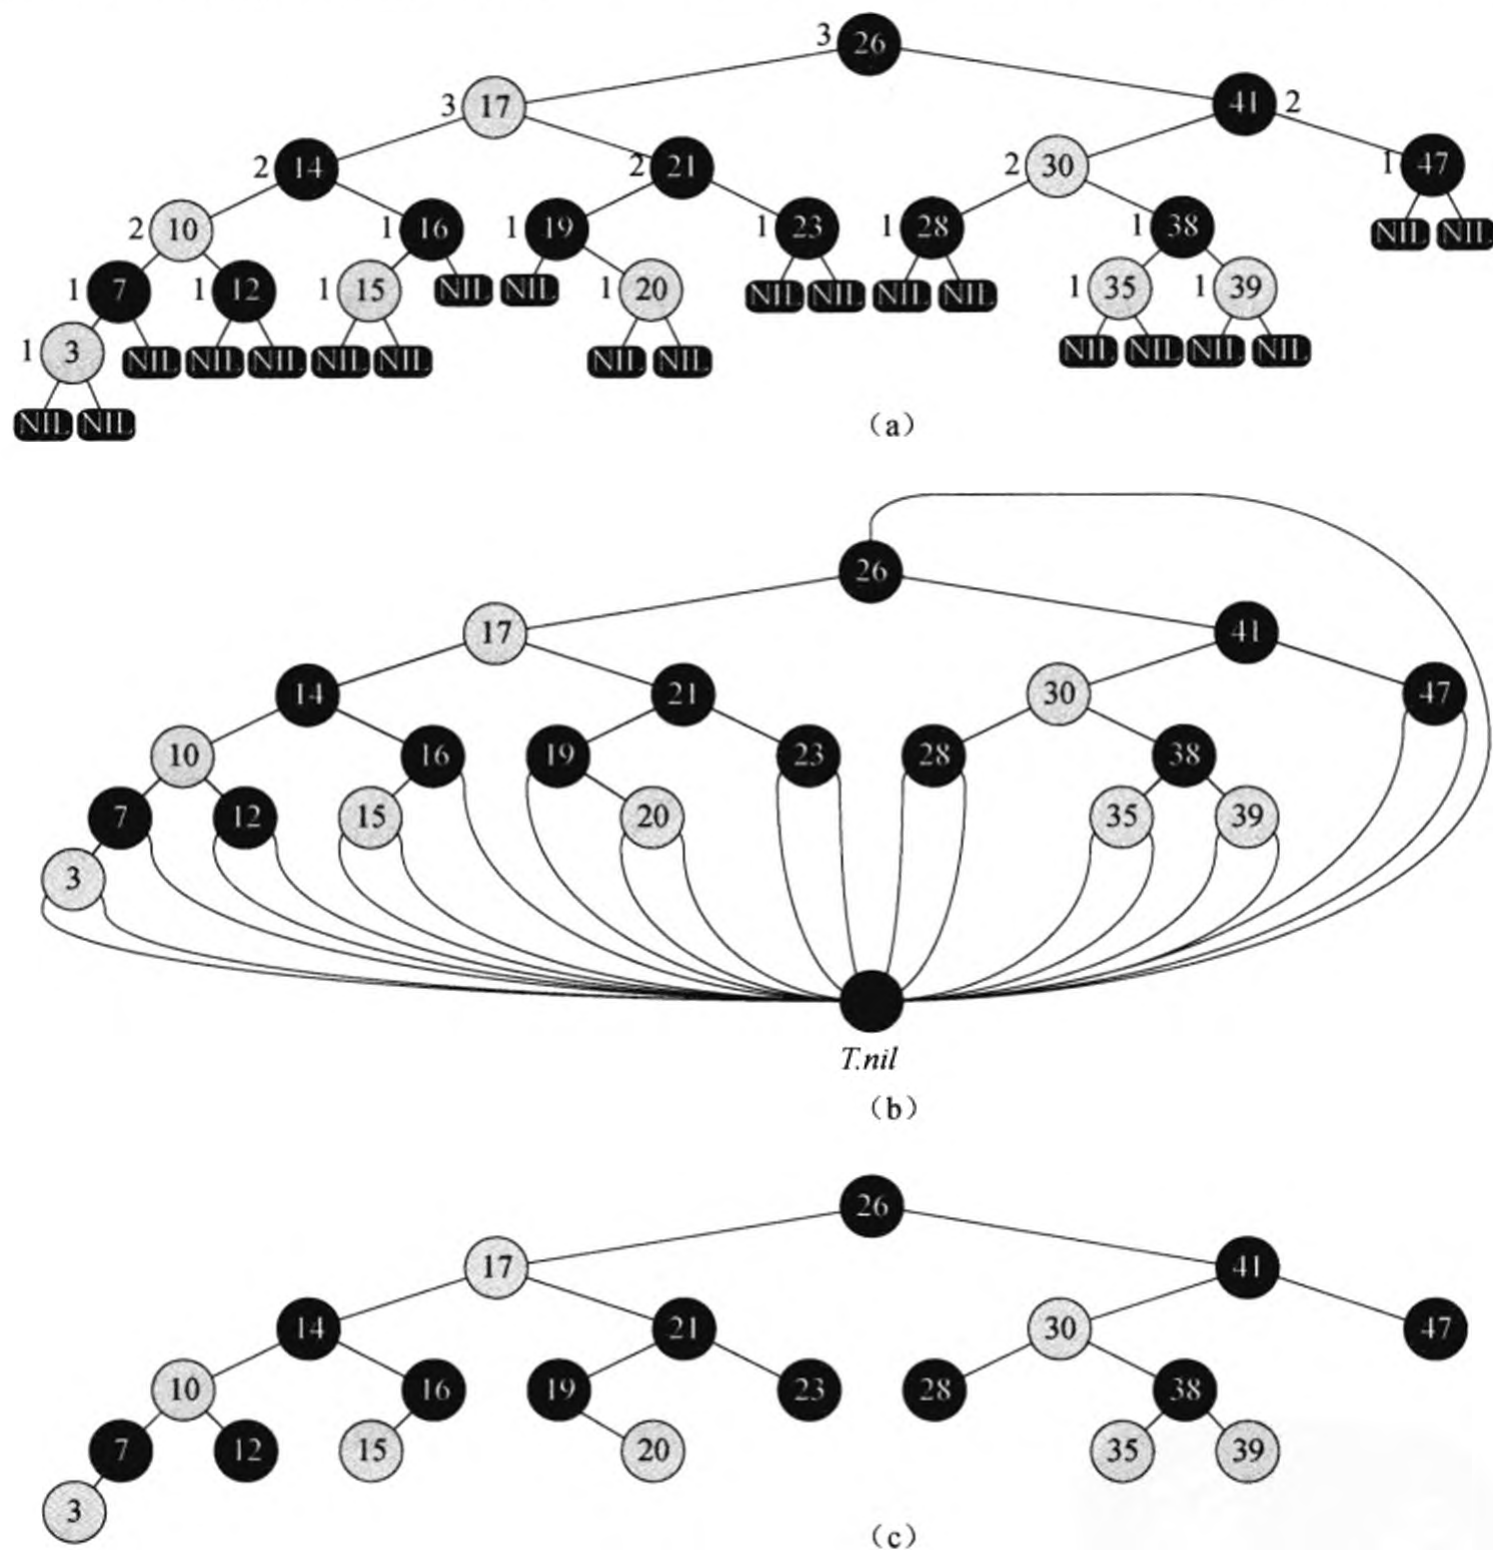 3 26
3 17 41 2
2 14 2 21 2 30 1 47
2 10 1 16 1 19 1 23 1 28 1 38 NIL NIL
1 7 1 12 1 15 NIL NIL 1 20 NIL NIL NIL NIL 1 35 1 39
1 3 NIL NIL NIL NIL NIL NIL NIL NIL NIL NIL NIL
NIL NIL
（a）
26
17 41
14 21 30 47
10 16 19 23 28 38
7 12 15 20 35 39
3
T.nil
（b）
26
17 41
14 21 30 47
10 16 19 23 28 38
7 12 15 20 35 39
3
（c）